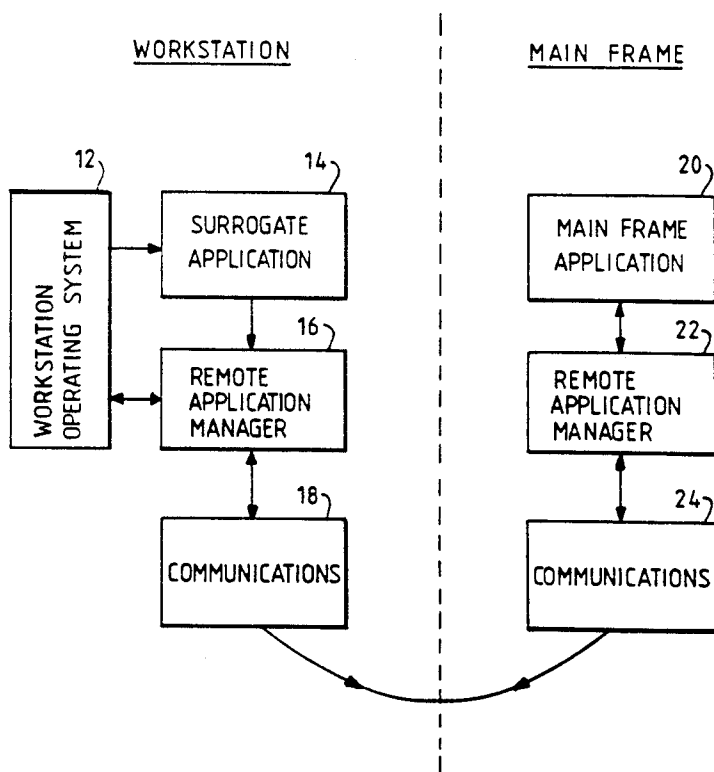 WORKSTATION
MAIN FRAME
12
WORKSTATION
OPERATING SYSTEM
14
SURROGATE
APPLICATION
16
REMOTE
APPLICATION
MANAGER
18
COMMUNICATIONS
20
MAIN FRAME
APPLICATION
22
REMOTE
APPLICATION
MANAGER
24
COMMUNICATIONS